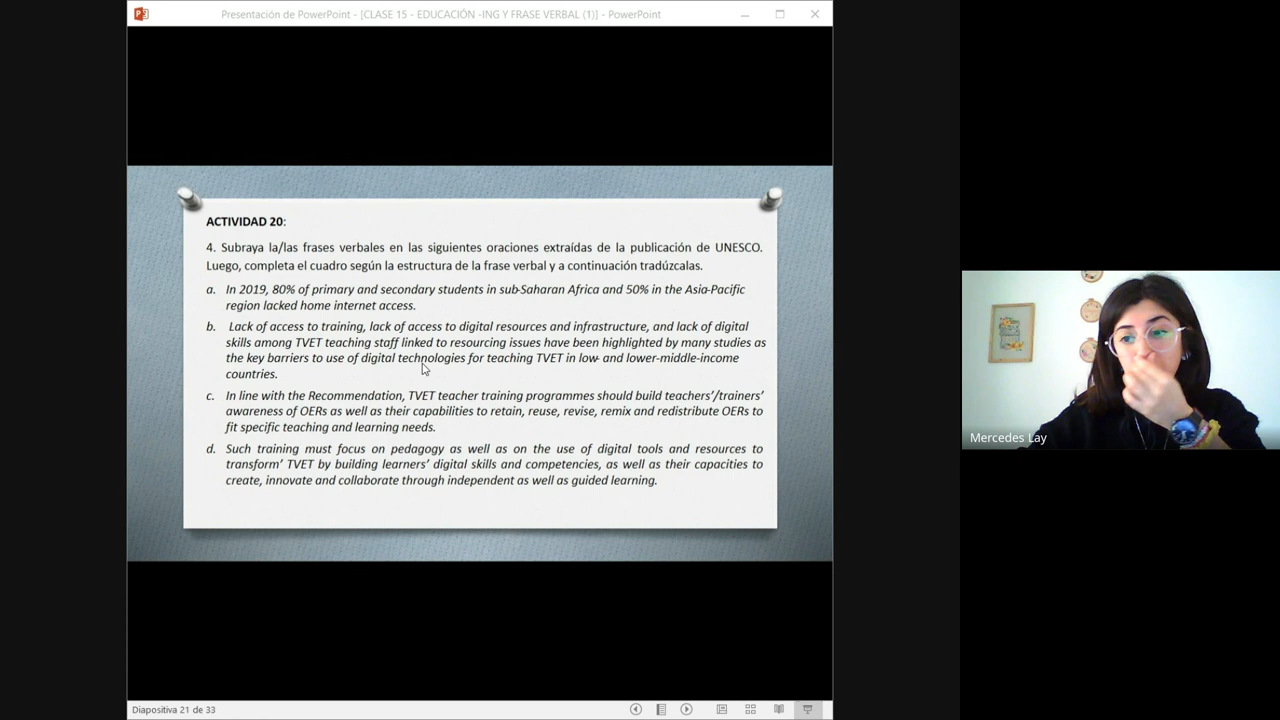 Presentación de PowerPoint - [CLASE 15 - EDUCACIÓN -ING Y FRASE VERBAL (1)] - PowerPoint
ACTIVIDAD 20:
4. Subraya la/las frases verbales en las siguientes oraciones extraídas de la publicación de UNESCO.
Luego, completa el cuadro según la estructura de la frase verbal y a continuación tradúzcalas.
a. In 2019, 80% of primary and secondary students in sub-Saharan Africa and 50% in the Asia-Pacific
region lacked home internet access.
b. Lack of access to training, lack of access to digital resources and infrastructure, and lack of digital
skills among TVET teaching staff linked to resourcing issues have been highlighted by many studies as
the key barriers to use of digital technologies for teaching TVET in low- and lower-middle-income
countries.
c. In line with the Recommendation, TVET teacher training programmes should build teachers’/trainers’
awareness of OERs as well as their capabilities to retain, reuse, revise, remix and redistribute OERs to
fit specific teaching and learning needs.
d. Such training must focus on pedagogy as well as on the use of digital tools and resources to
transform’ TVET by building learners’ digital skills and competencies, as well as their capacities to
create, innovate and collaborate through independent as well as guided learning.
Mercedes Lay
Diapositiva 21 de 33